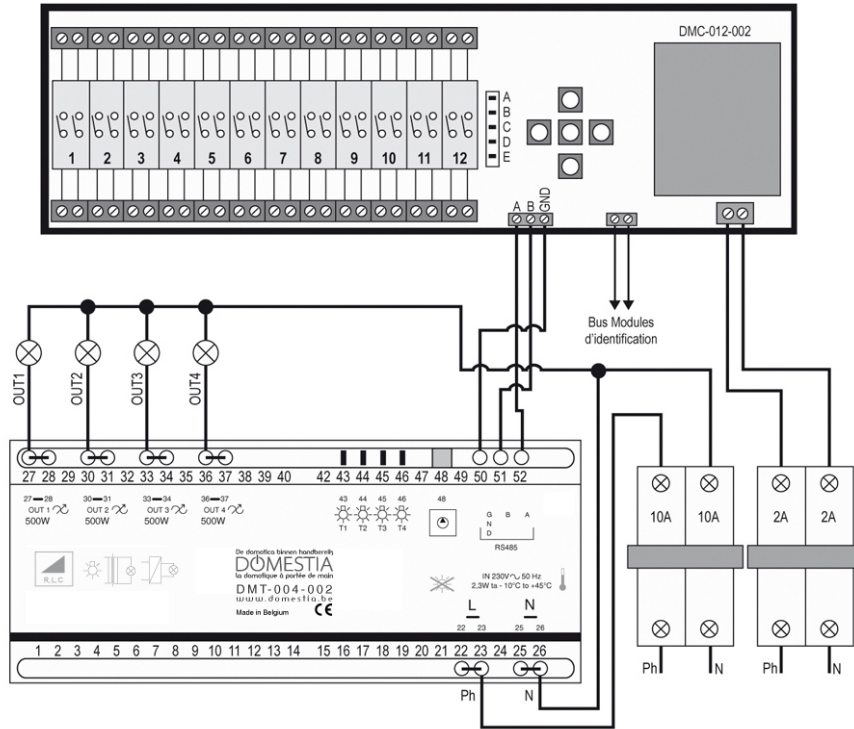 DMC-012-002
A
B
C
D
E
1 2 3 4 5 6 7 8 9 10 11 12
A B GND
Bus Modules
d'identification
OUT1 OUT2 OUT3 OUT4
27 28 29 30 31 32 33 34 35 36 37 38 39 40 42 43 44 45 46 47 48 49 50 51 52
27 28 30 31 33 34 36 37
OUT 1 OUT 2 OUT 3 OUT 4
500W 500W 500W 500W
43 44 45 46 48
T1 T2 T3 T4
G N D B A
RS485
10A 10A 2A 2A
R.L.C
De domotica binnen handbereik
DOMESTIA
la domotique à portée de main
DMT-004-002
www.domestia.be
Made in Belgium CE
IN 230V 50 Hz
2,3W ta - 10°C to +45°C
L N
22 23 25 26
1 2 3 4 5 6 7 8 9 10 11 12 13 14 15 16 17 18 19 20 21 22 23 24 25 26
Ph N
Ph N Ph N